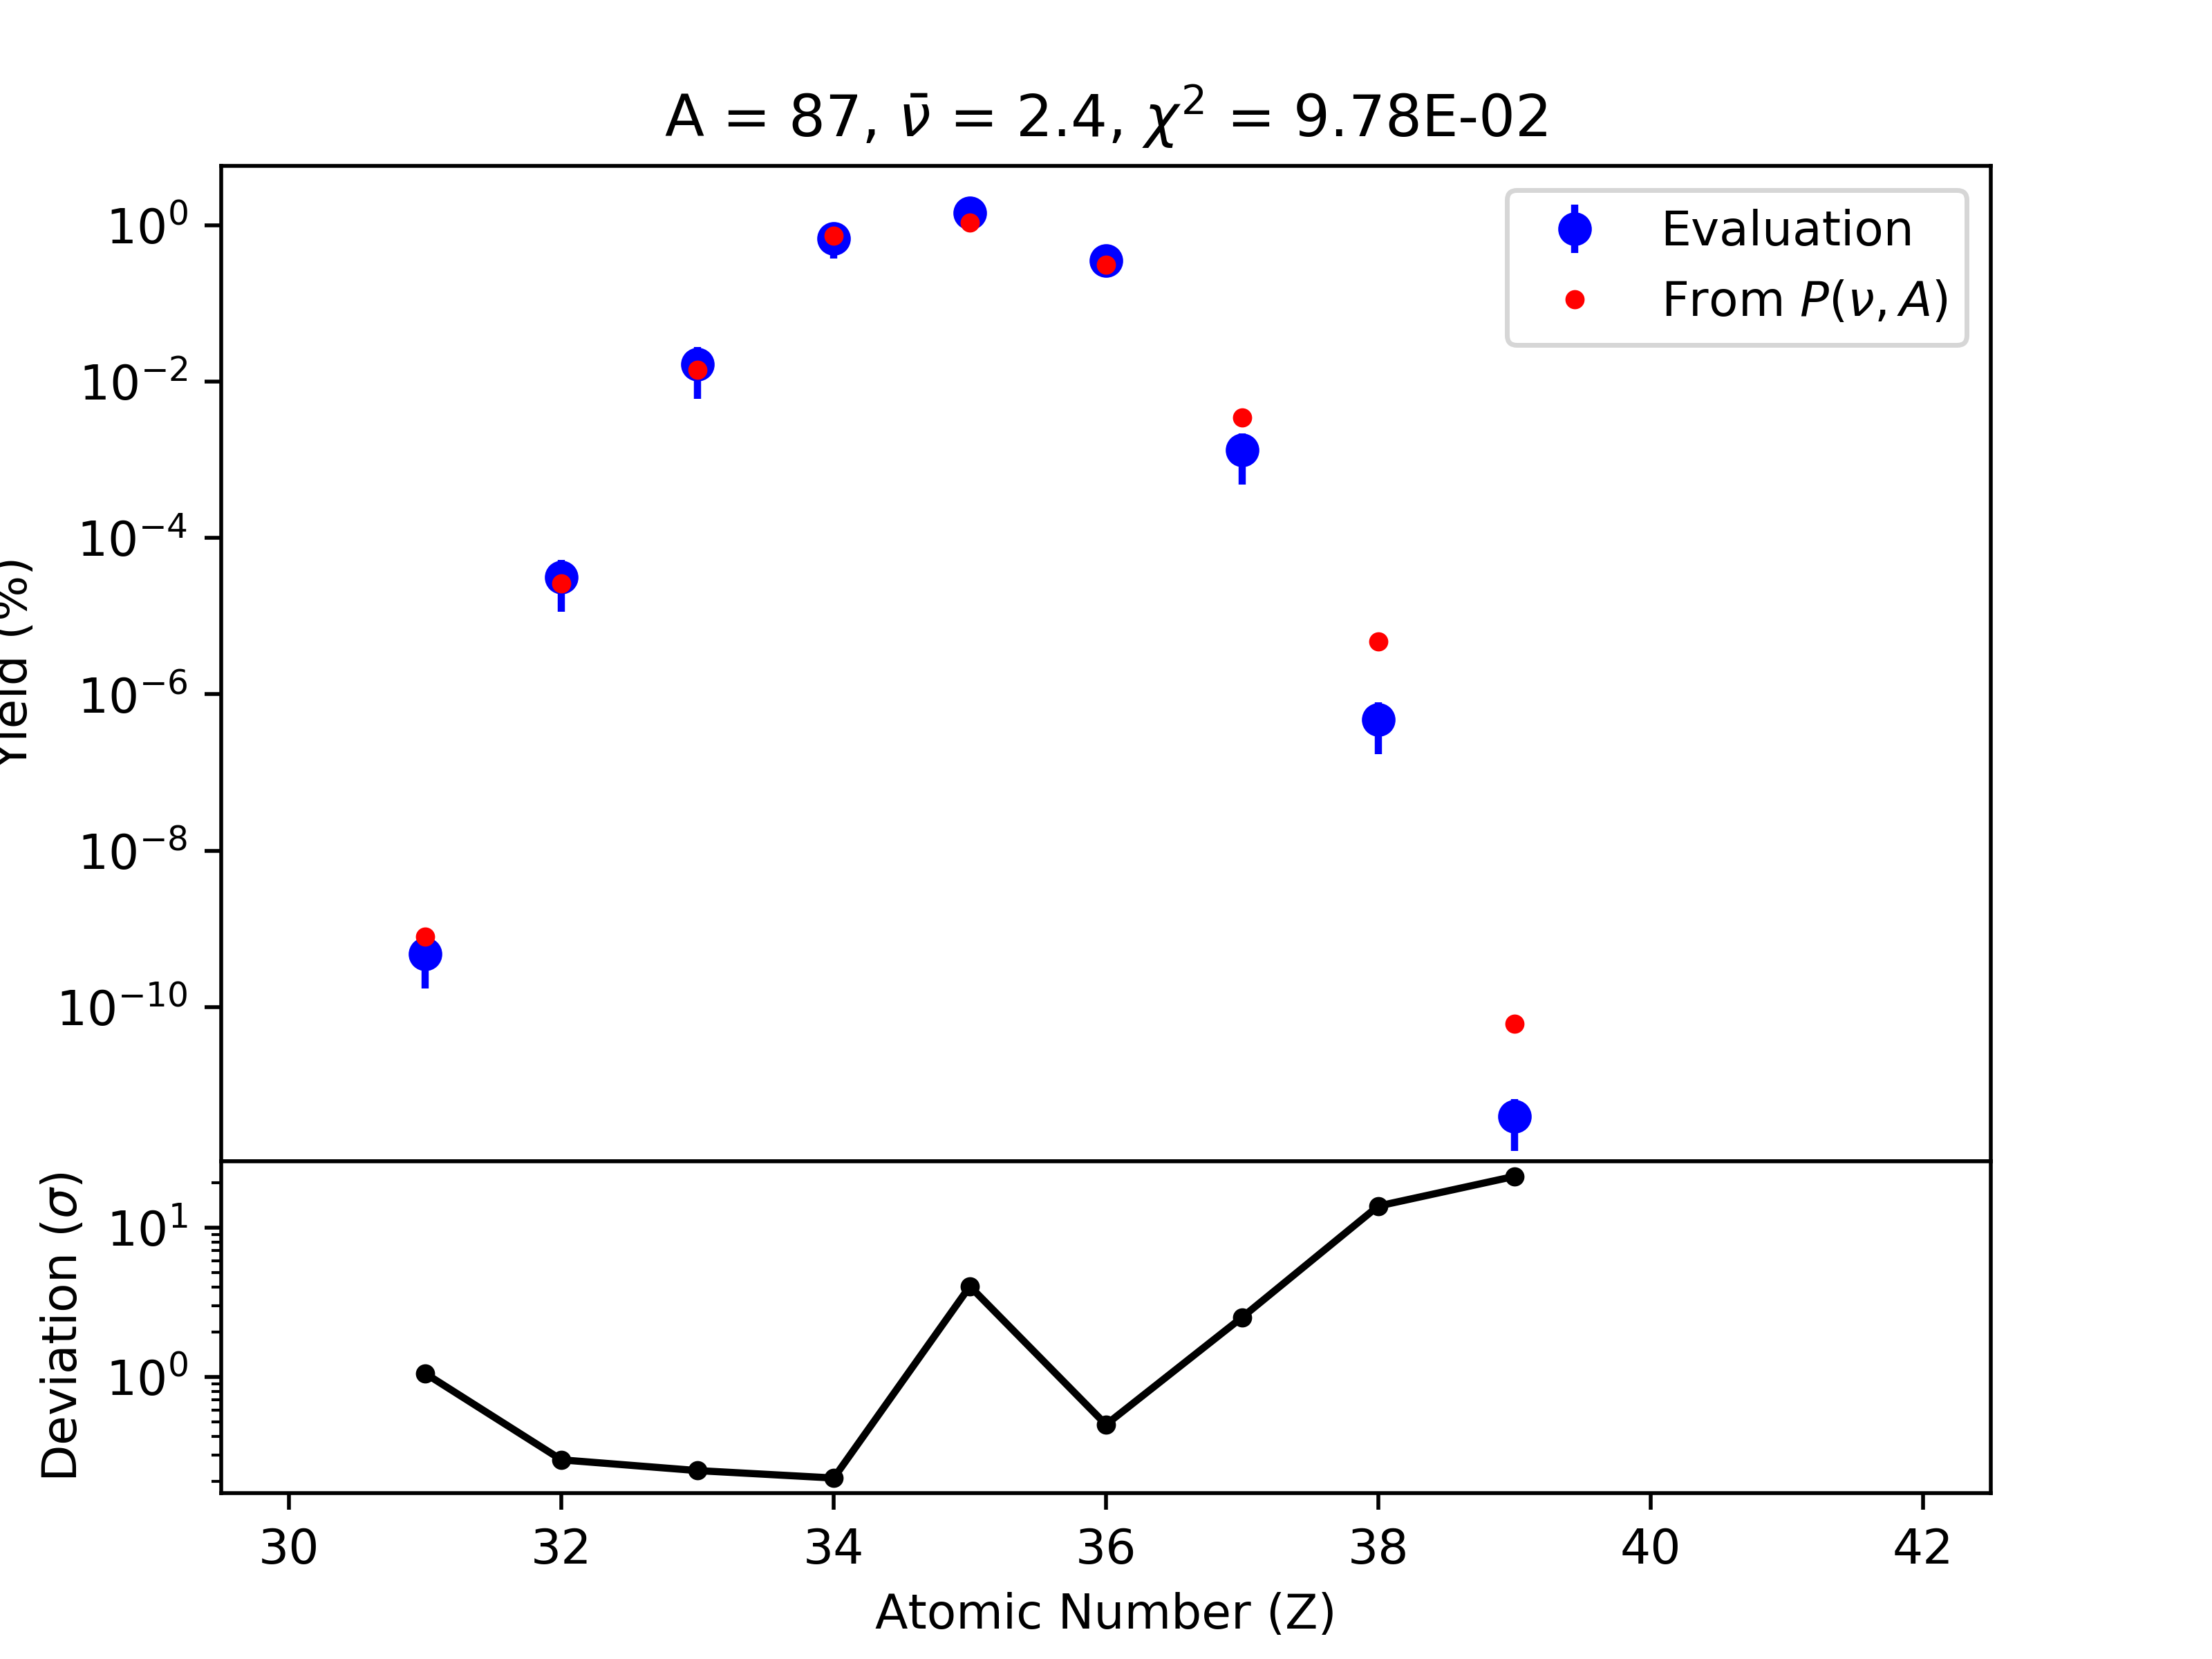 A = 87, ν̄ = 2.4, χ² = 9.78E-02
Evaluation
From P(ν, A)
10⁰
10⁻²
10⁻⁴
10⁻⁶
10⁻⁸
10⁻¹⁰
Yield (%)
10¹
10⁰
Deviation (σ)
30 32 34 36 38 40 42
Atomic Number (Z)